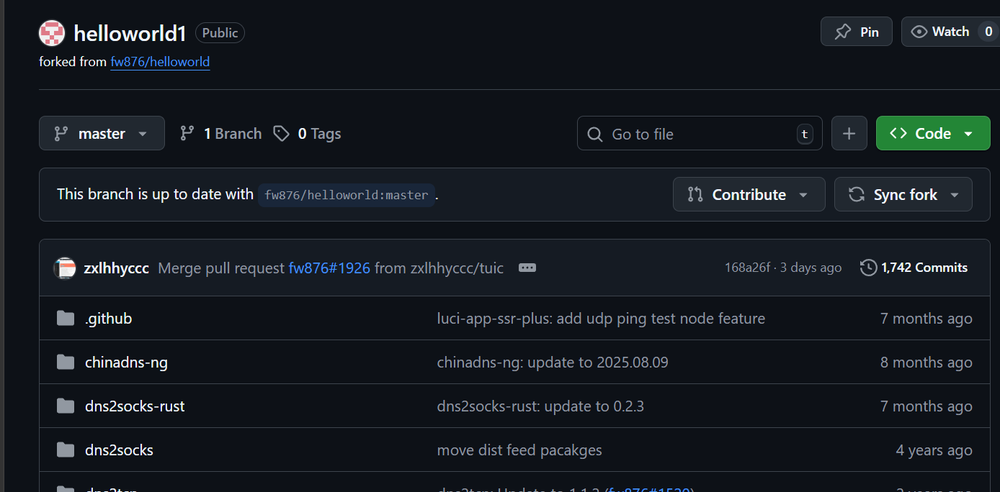 helloworld1 Public Pin Watch 0
forked from fw876/helloworld
master 1 Branch 0 Tags Go to file t Code
This branch is up to date with fw876/helloworld:master. Contribute Sync fork
zxlhhyccc Merge pull request fw876#1926 from zxlhhyccc/tuic 168a26f · 3 days ago 1,742 Commits
.github luci-app-ssr-plus: add udp ping test node feature 7 months ago
chinadns-ng chinadns-ng: update to 2025.08.09 8 months ago
dns2socks-rust dns2socks-rust: update to 0.2.3 7 months ago
dns2socks move dist feed pacakges 4 years ago